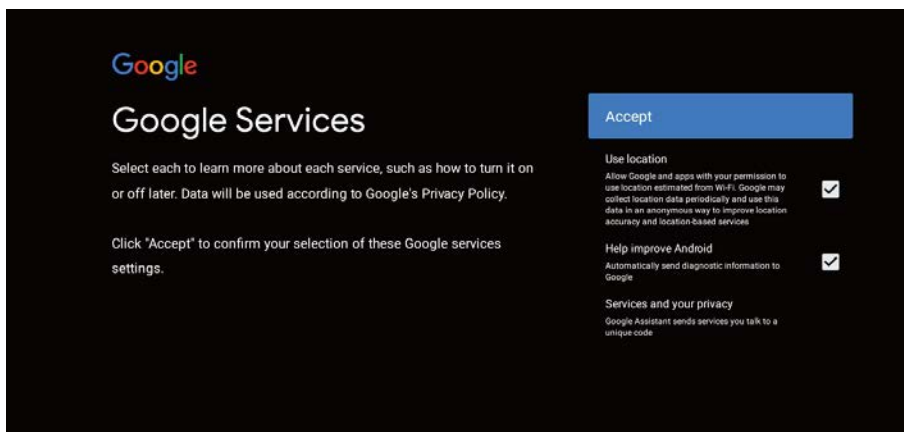 Google
Google Services
Select each to learn more about each service, such as how to turn it on
or off later. Data will be used according to Google's Privacy Policy.
Click "Accept" to confirm your selection of these Google services
settings.
Accept
Use location
Allow Google and apps with your permission to
use location estimated from Wi-Fi. Google may
collect location data periodically and use this
data in an anonymous way to improve location
accuracy and location-based services
Help improve Android
Automatically send diagnostic information to
Google
Services and your privacy
Google Assistant sends services you talk to a
unique code